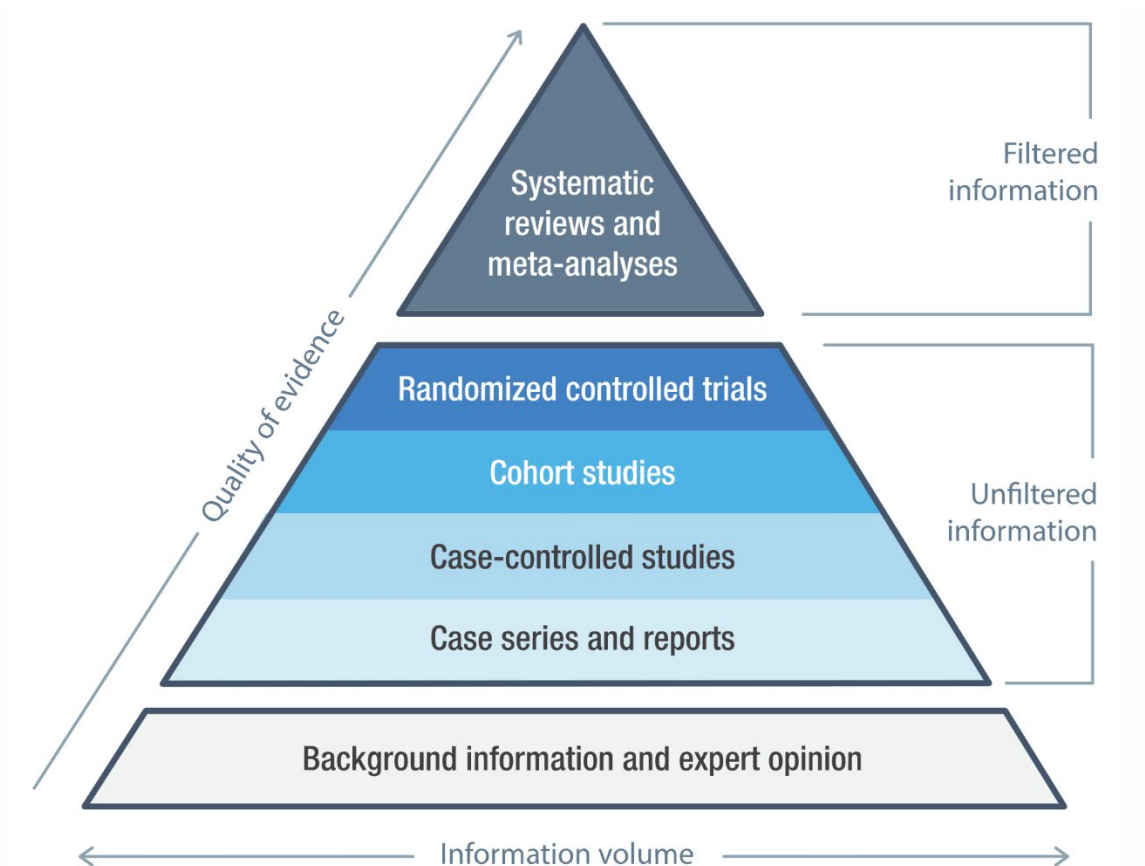 Systematic
reviews and
meta-analyses
Filtered
information
Quality of evidence
Randomized controlled trials
Cohort studies
Case-controlled studies
Case series and reports
Unfiltered
information
Background information and expert opinion
Information volume